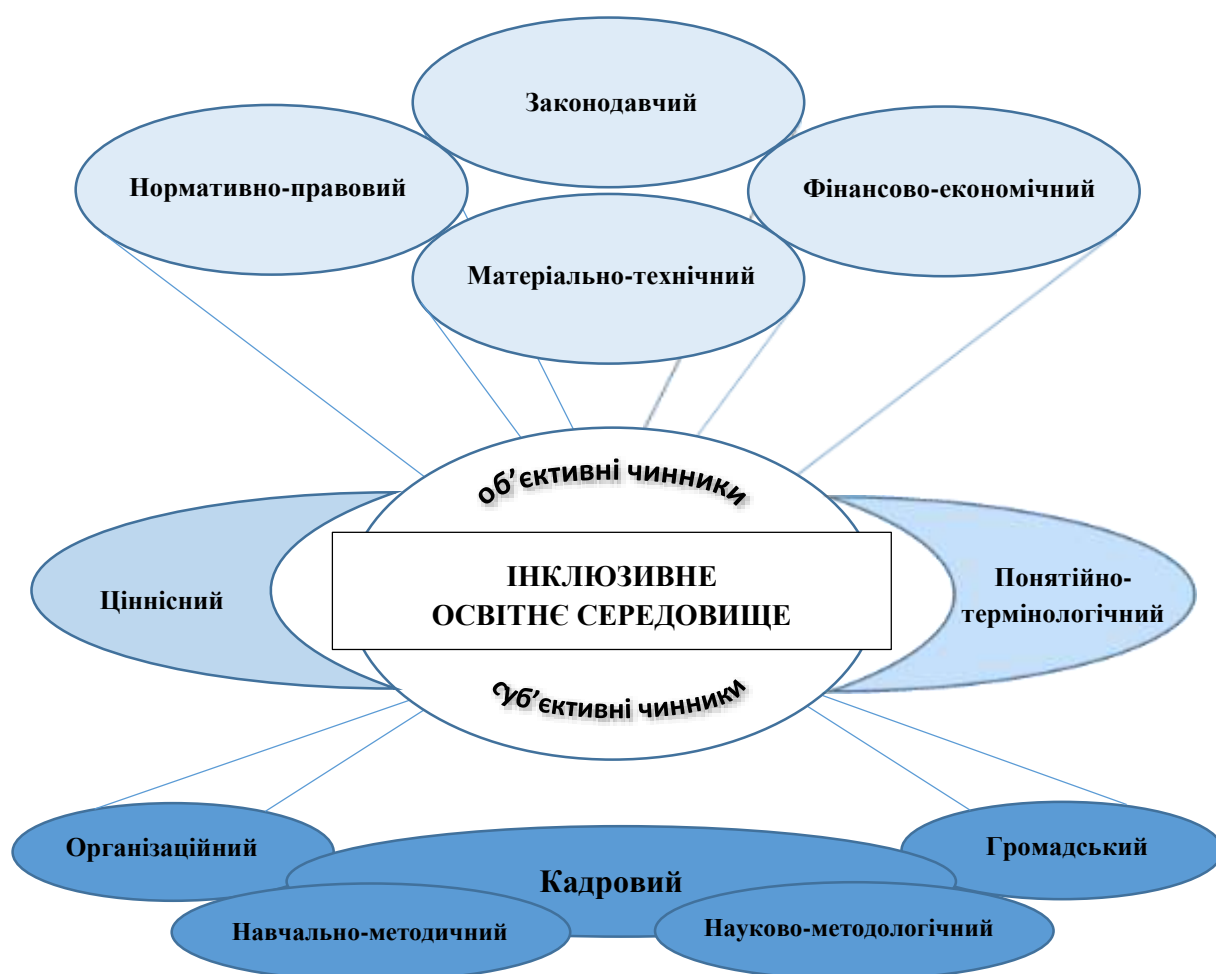 Законодавчий
Нормативно-правовий
Фінансово-економічний
Матеріально-технічний
об’єктивні чинники
Ціннісний
ІНКЛЮЗИВНЕ
ОСВІТНЄ СЕРЕДОВИЩЕ
Понятійно-
термінологічний
суб’єктивні чинники
Організаційний
Громадський
Кадровий
Навчально-методичний
Науково-методологічний